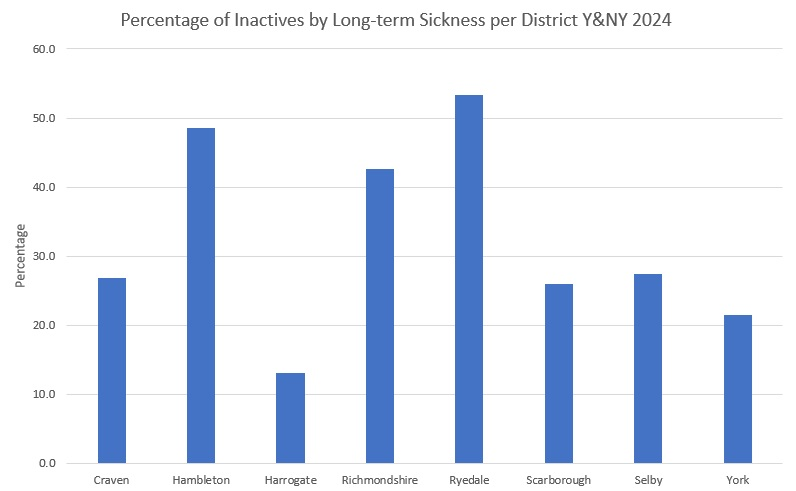 Percentage of Inactives by Long-term Sickness per District Y&NY 2024
60.0
50.0
40.0
30.0
20.0
10.0
0.0
Percentage
Craven Hambleton Harrogate Richmondshire Ryedale Scarborough Selby York